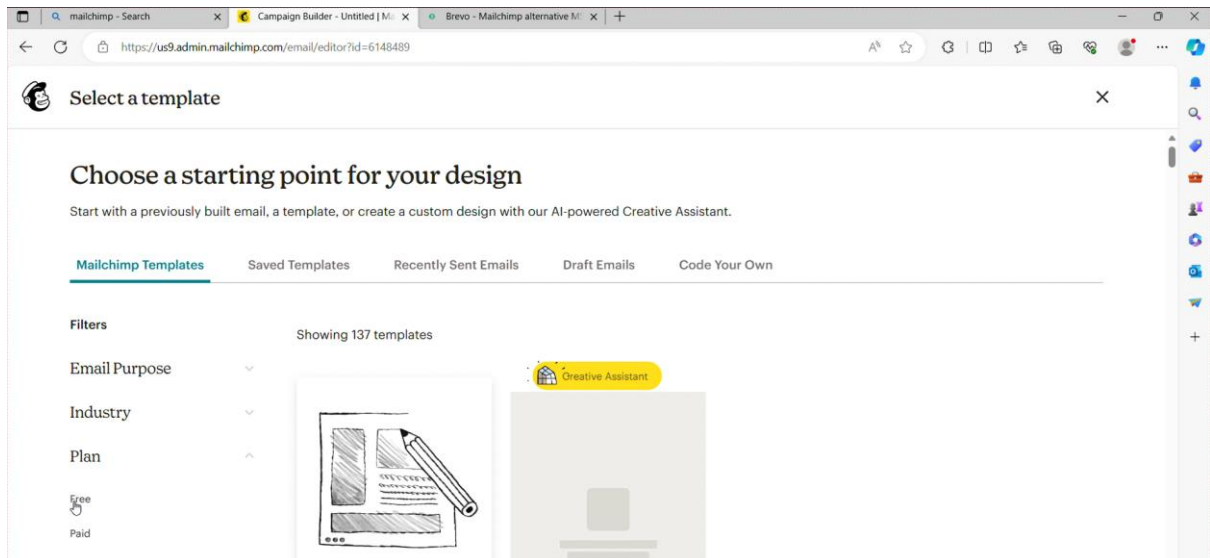 mailchimp - Search
Campaign Builder - Untitled | Ma
Brevo - Mailchimp alternative M
https://us9.admin.mailchimp.com/email/editor?id=6148489
Select a template
Choose a starting point for your design
Start with a previously built email, a template, or create a custom design with our AI-powered Creative Assistant.
Mailchimp Templates Saved Templates Recently Sent Emails Draft Emails Code Your Own
Filters
Showing 137 templates
Email Purpose
Creative Assistant
Industry
Plan
Free
Paid